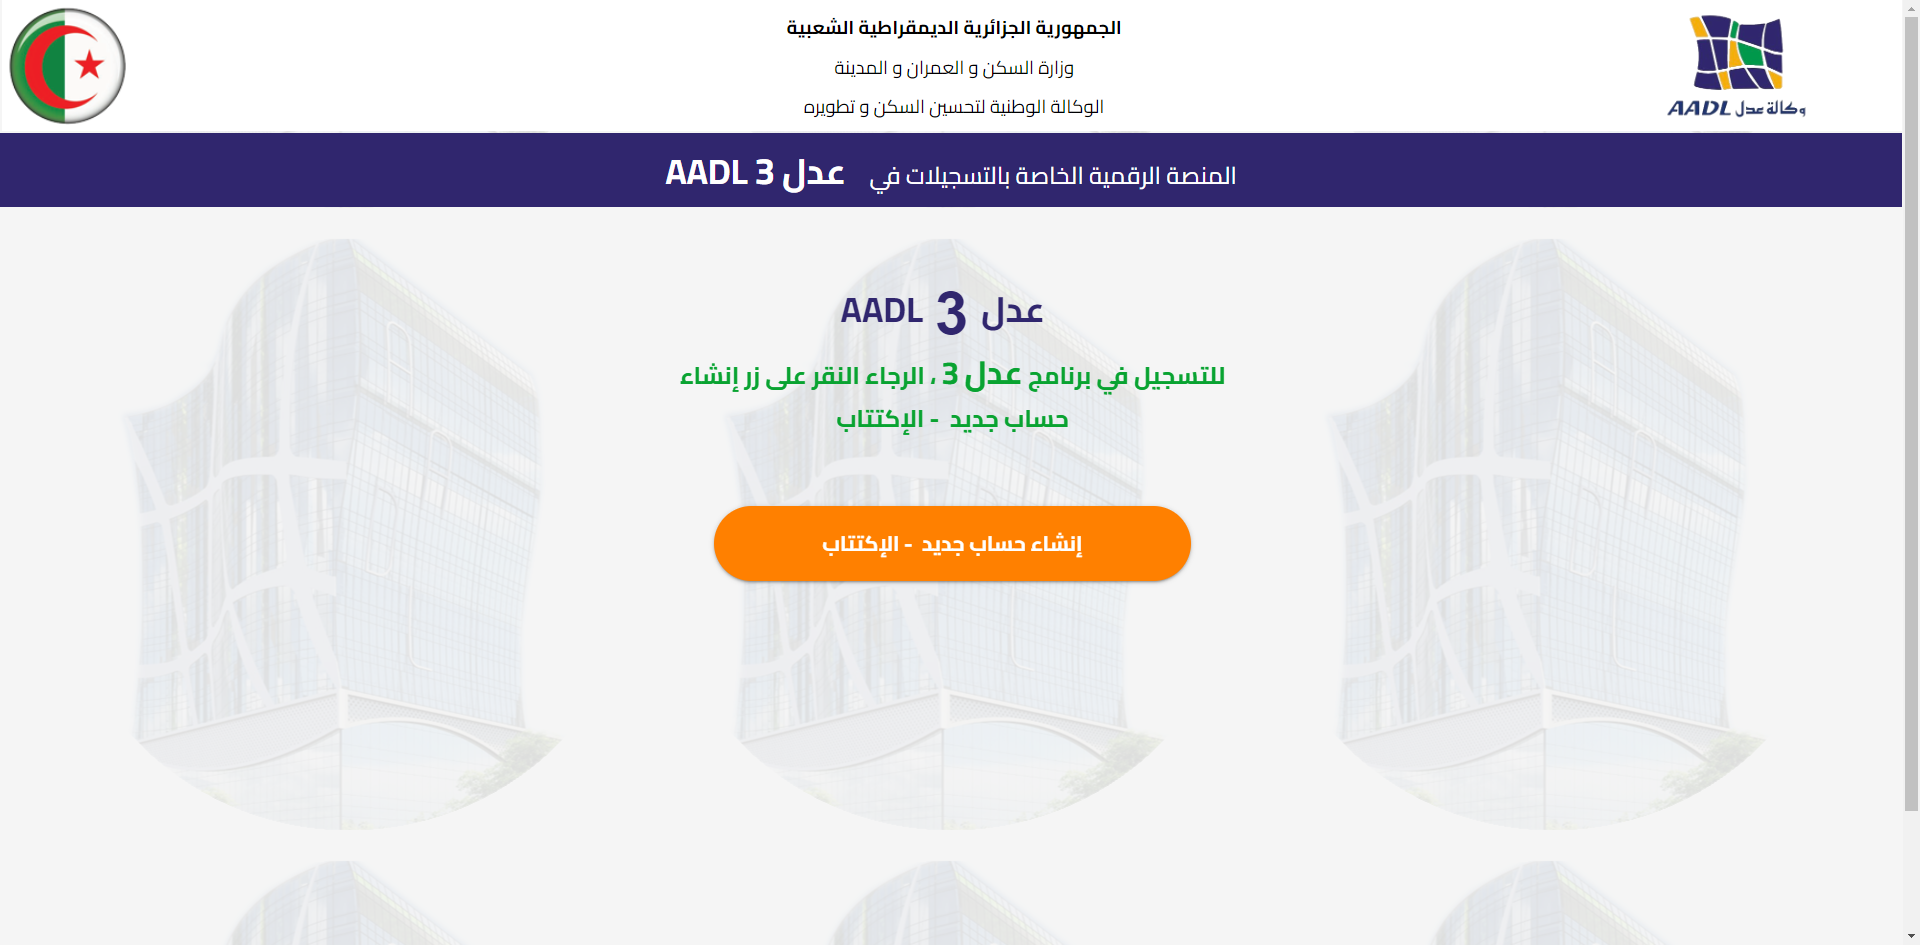 الجمهورية الجزائرية الديمقراطية الشعبية
وزارة السكن و العمران و المدينة
الوكالة الوطنية لتحسين السكن و تطويره
وكالة عدل AADL
المنصة الرقمية الخاصة بالتسجيلات في عدل 3 AADL
عدل 3 AADL
للتسجيل في برنامج عدل 3 ، الرجاء النقر على زر إنشاء
حساب جديد - الإكتتاب
إنشاء حساب جديد - الإكتتاب